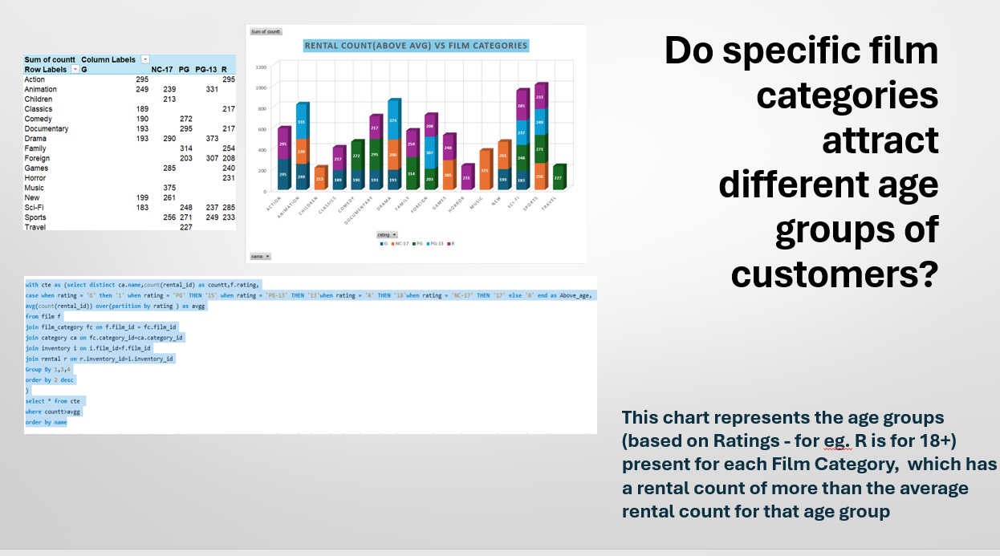 Sum of countt Column Labels
Row Labels G NC-17 PG PG-13 R
Action 295 295
Animation 249 239 331
Children 213
Classics 189 217
Comedy 190 272
Documentary 193 295 217
Drama 193 290 373
Family 314 254
Foreign 203 307 208
Games 285 240
Horror 231
Music 375
New 199 261
Sci-Fi 183 248 237 285
Sports 256 271 249 233
Travel 227
Sum of countt
RENTAL COUNT(ABOVE AVG) VS FILM CATEGORIES
1200
1000
800
600
400
200
0
295 295
249 239 331
213
189 217
190 272
193 295 217
193 290 373
314 254
203 307 208
285 240
231
375
199 261
183 248 237 285
256 271 249 233
227
ACTION ANIMATION CHILDREN CLASSICS COMEDY DOCUMENTARY DRAMA FAMILY FOREIGN GAMES HORROR MUSIC NEW SCI-FI SPORTS TRAVEL
rating
G NC-17 PG PG-13 R
name
Do specific film
categories
attract
different age
groups of
customers?
with cte as (select distinct ca.name,count(rental_id) as countt,f.rating,
case when rating = 'G' then '1' when rating = 'PG' THEN '15' when rating = 'PG-13' THEN '13'when rating = 'R' THEN '18'when rating = 'NC-17' THEN '17' else '0' end as Above_age,
avg(count(rental_id)) over(partition by rating ) as avgg
from film f
join film_category fc on f.film_id = fc.film_id
join category ca on fc.category_id=ca.category_id
join inventory i on i.film_id=f.film_id
join rental r on r.inventory_id=i.inventory_id
Group By 1,3,4
order by 2 desc
)
select * from cte
where countt>avgg
order by name
This chart represents the age groups
(based on Ratings - for eg. R is for 18+)
present for each Film Category, which has
a rental count of more than the average
rental count for that age group